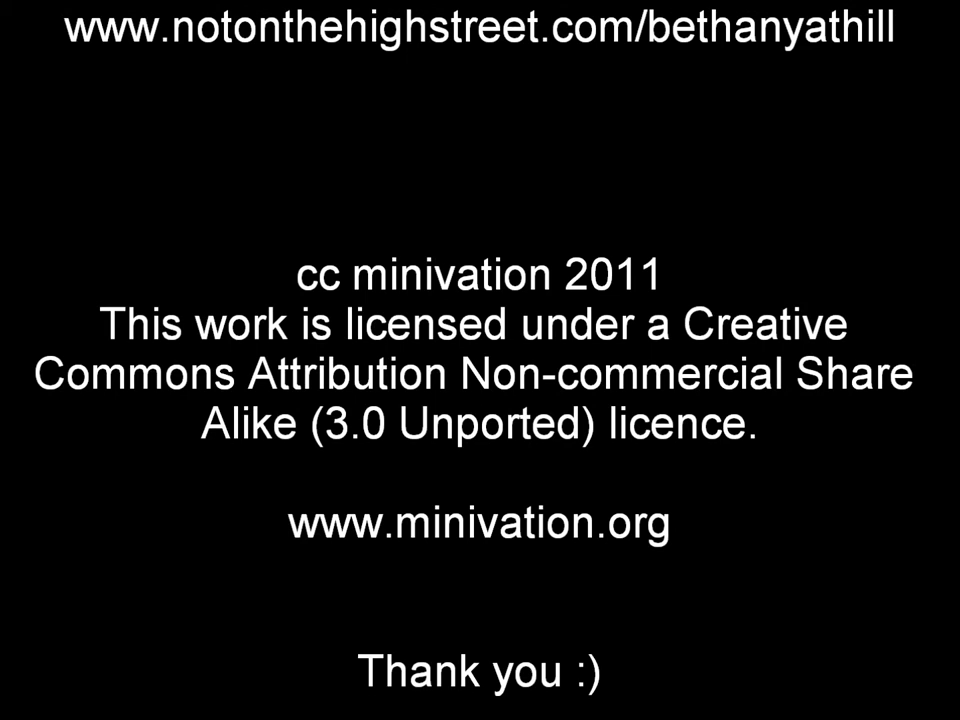 www.notonthehighstreet.com/bethanyathill
cc minivation 2011
This work is licensed under a Creative
Commons Attribution Non-commercial Share
Alike (3.0 Unported) licence.
www.minivation.org
Thank you :)